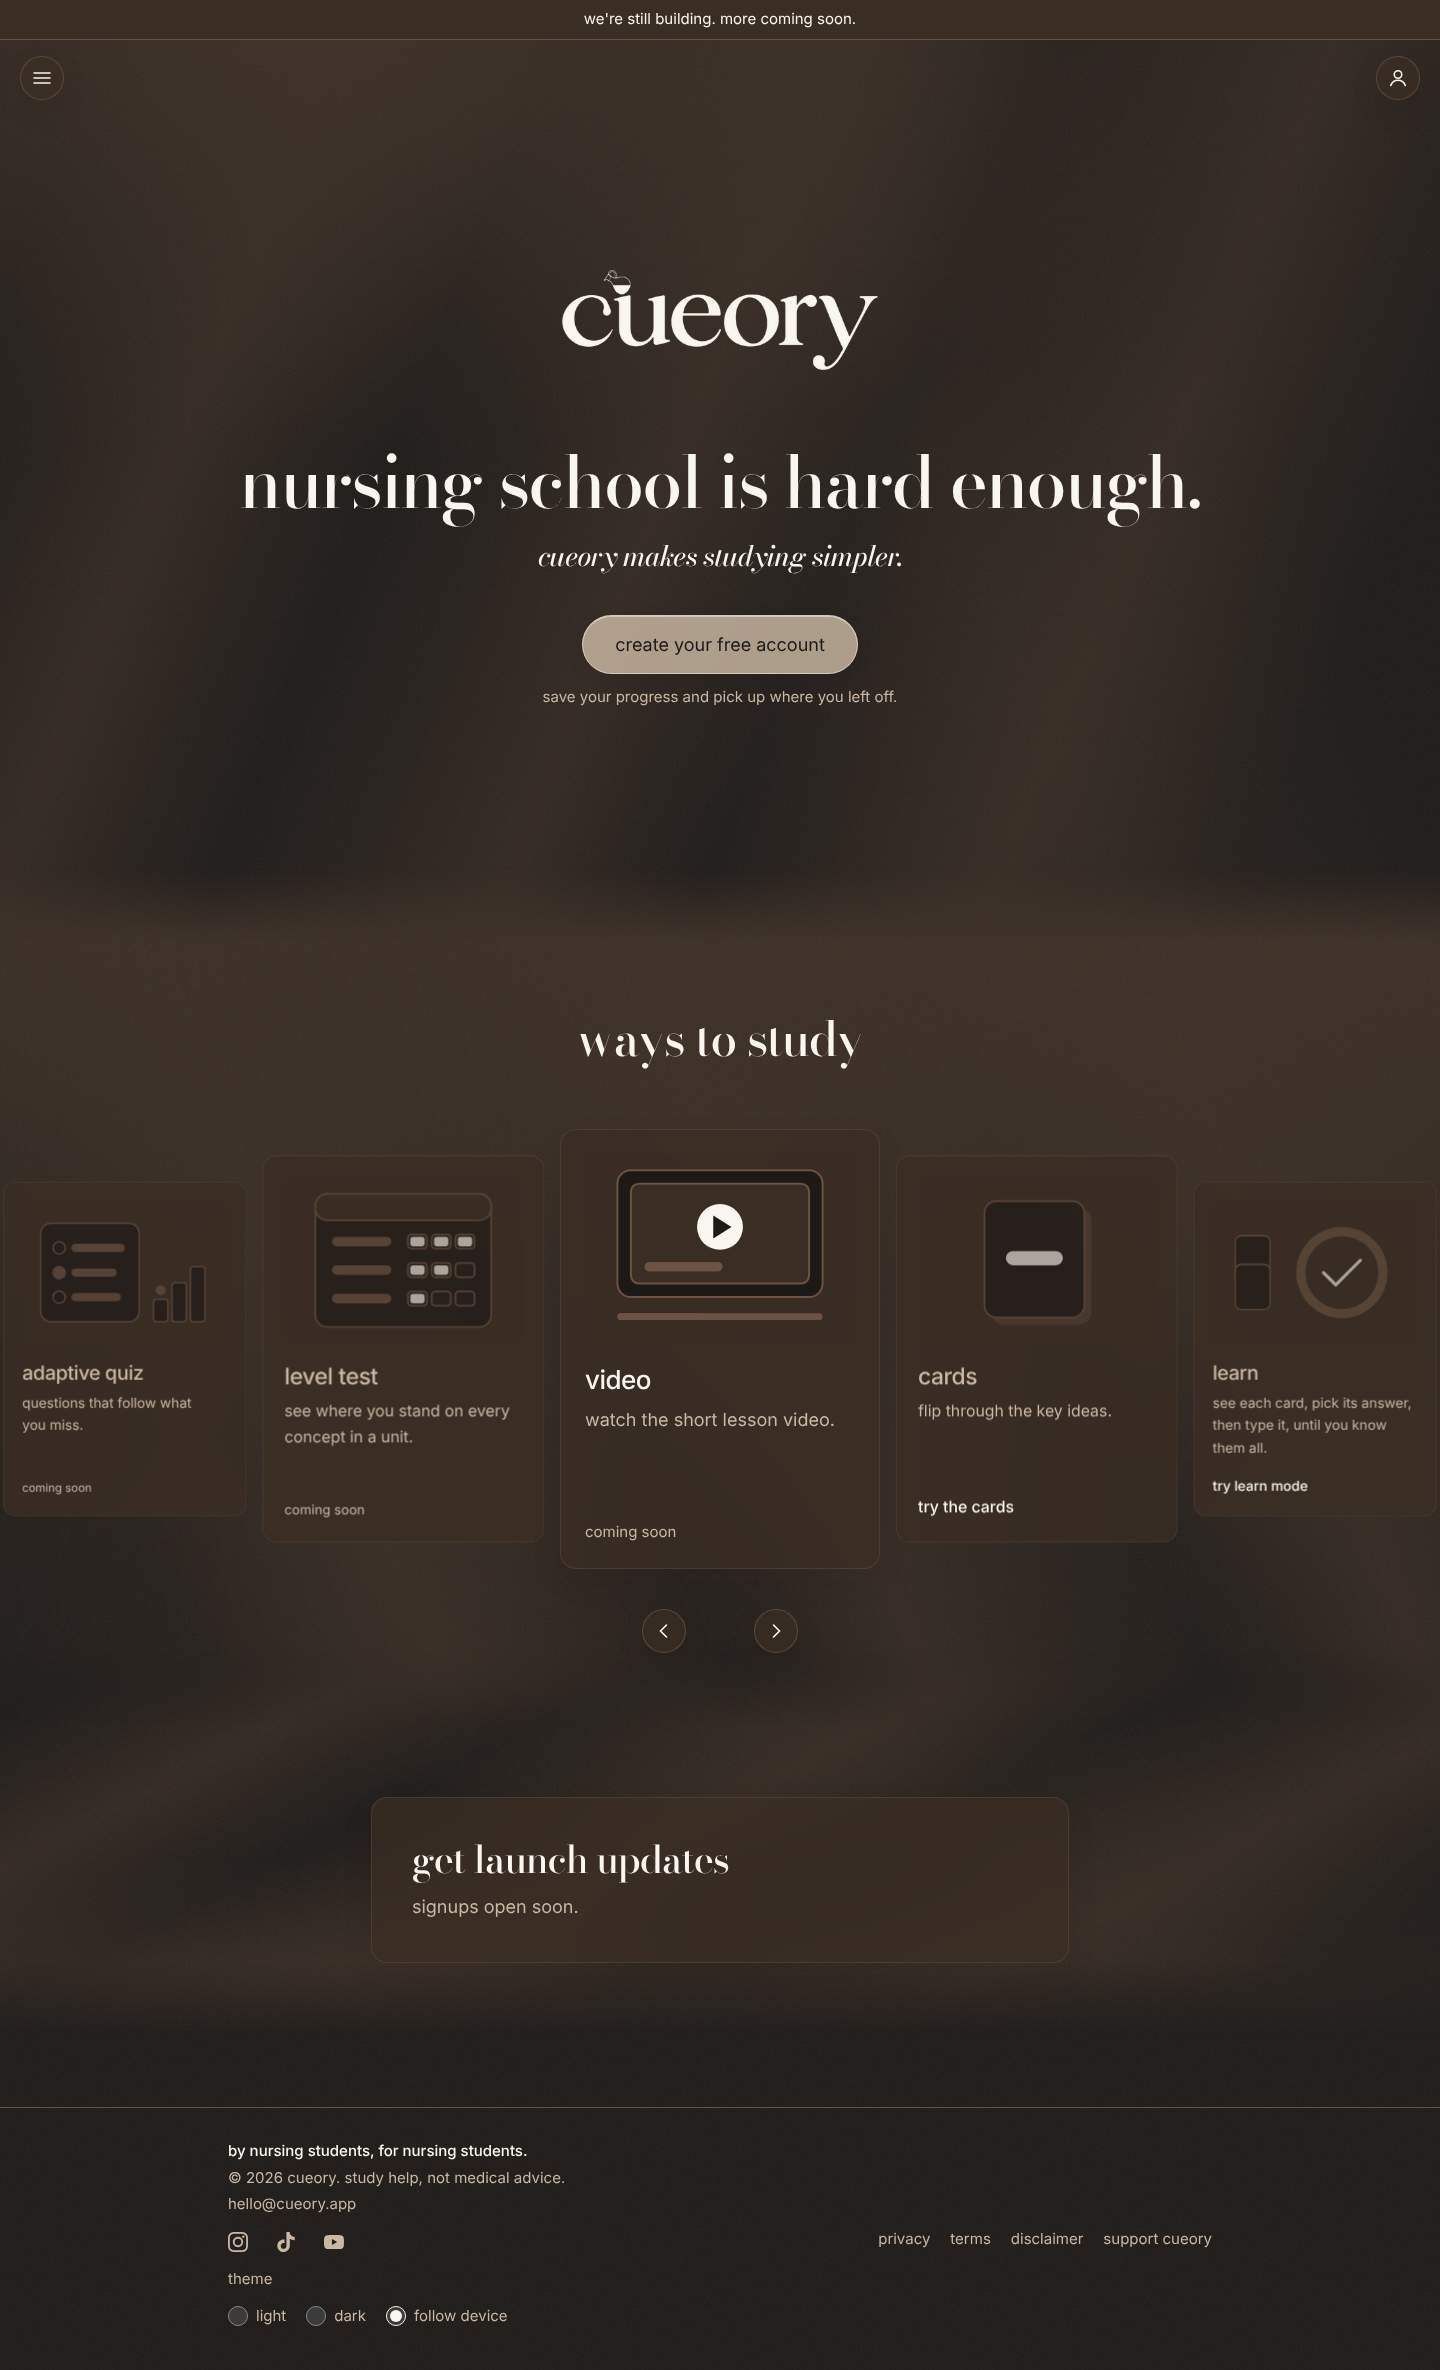 we're still building. more coming soon.
cueory
nursing school is hard enough.
cueory makes studying simpler.
create your free account
save your progress and pick up where you left off.
ways to study
adaptive quiz
questions that follow what
you miss.
coming soon
level test
see where you stand on every
concept in a unit.
coming soon
video
watch the short lesson video.
coming soon
cards
flip through the key ideas.
try the cards
learn
see each card, pick its answer,
then type it, until you know
them all.
try learn mode
get launch updates
signups open soon.
by nursing students, for nursing students.
© 2026 cueory. study help, not medical advice.
hello@cueory.app
privacy terms disclaimer support cueory
theme
light dark follow device